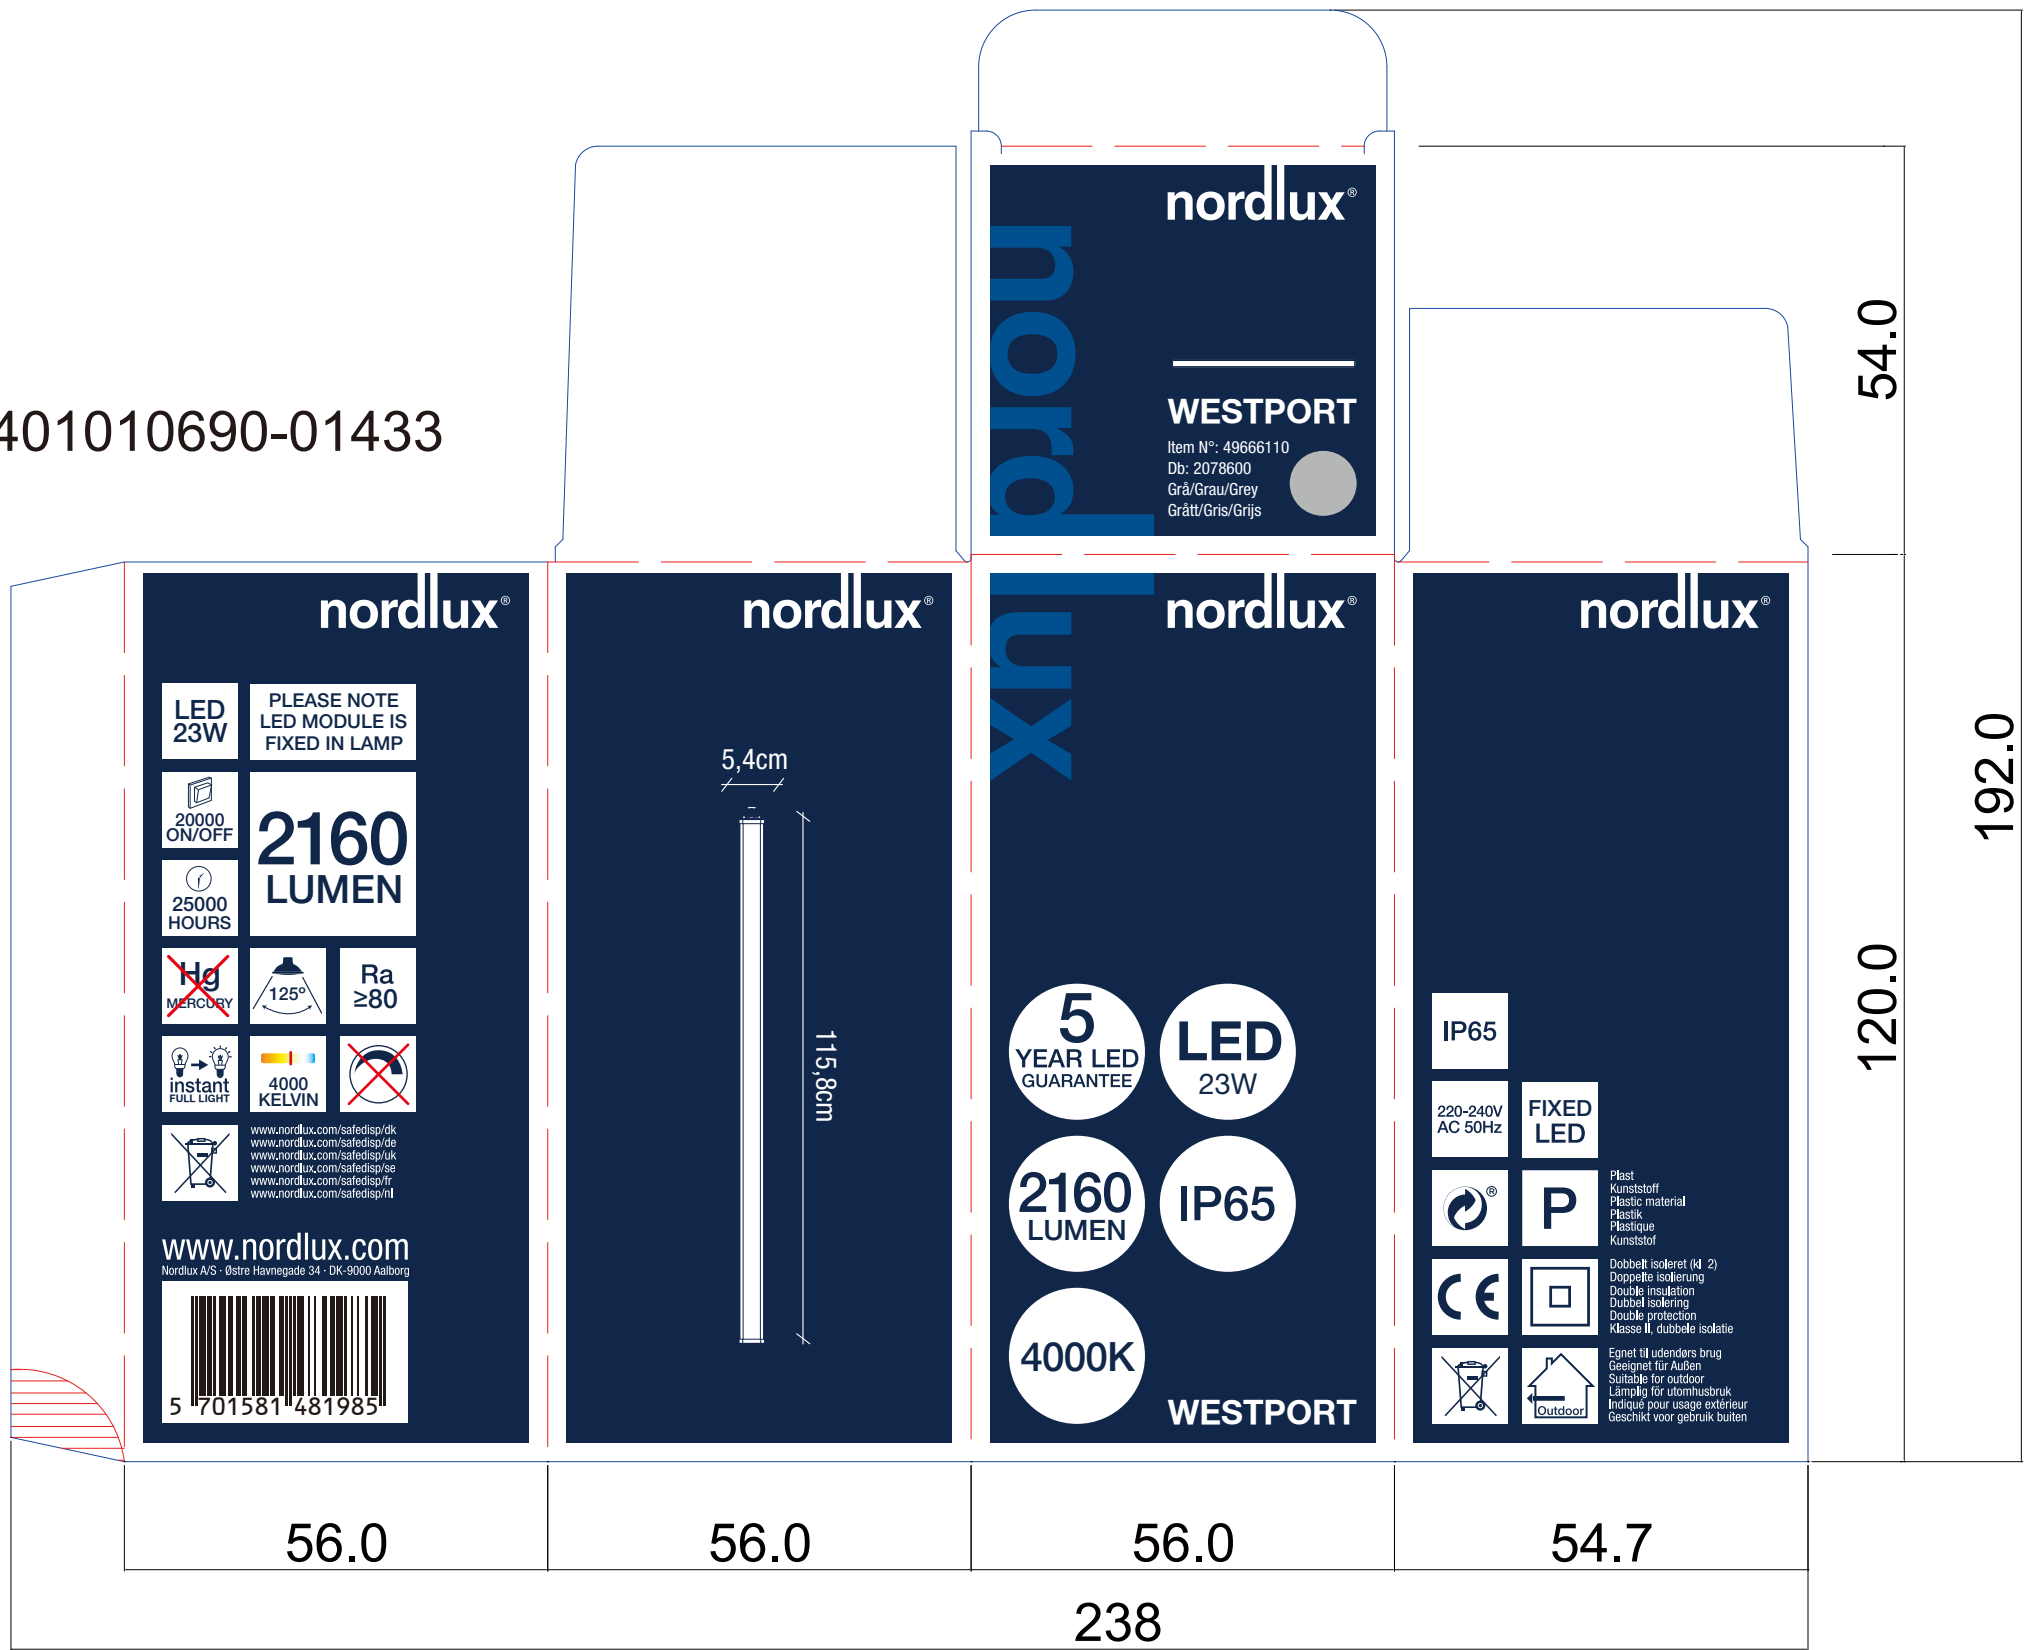 401010690-01433
nordlux®
nordlux
WESTPORT
Item N°: 49666110
Db: 2078600
Grå/Grau/Grey
Grått/Gris/Grijs
nordlux®
LED
23W
PLEASE NOTE
LED MODULE IS
FIXED IN LAMP
20000
ON/OFF
2160
LUMEN
25000
HOURS
Hg
MERCURY
125°
Ra
≥80
instant
FULL LIGHT
4000
KELVIN
www.nordlux.com/safedisp/dk
www.nordlux.com/safedisp/de
www.nordlux.com/safedisp/uk
www.nordlux.com/safedisp/se
www.nordlux.com/safedisp/fr
www.nordlux.com/safedisp/nl
www.nordlux.com
Nordlux A/S · Østre Havnegade 34 · DK-9000 Aalborg
5 701581 481985
nordlux®
5,4cm
115,8cm
nordlux®
5
YEAR LED
GUARANTEE
LED
23W
2160
LUMEN
IP65
4000K
WESTPORT
nordlux®
IP65
220-240V
AC 50Hz
FIXED
LED
®
P
Plast
Kunststoff
Plastic material
Plastik
Plastique
Kunststof
CE
Dobbelt isoleret (kl 2)
Doppelte isolierung
Double insulation
Dubbel isolering
Double protection
Klasse II, dubbele isolatie
Outdoor
Egnet til udendørs brug
Geeignet für Außen
Suitable for outdoor
Lämplig för utomhusbruk
Indiqué pour usage extérieur
Geschikt voor gebruik buiten
54.0
192.0
120.0
56.0
56.0
56.0
54.7
238